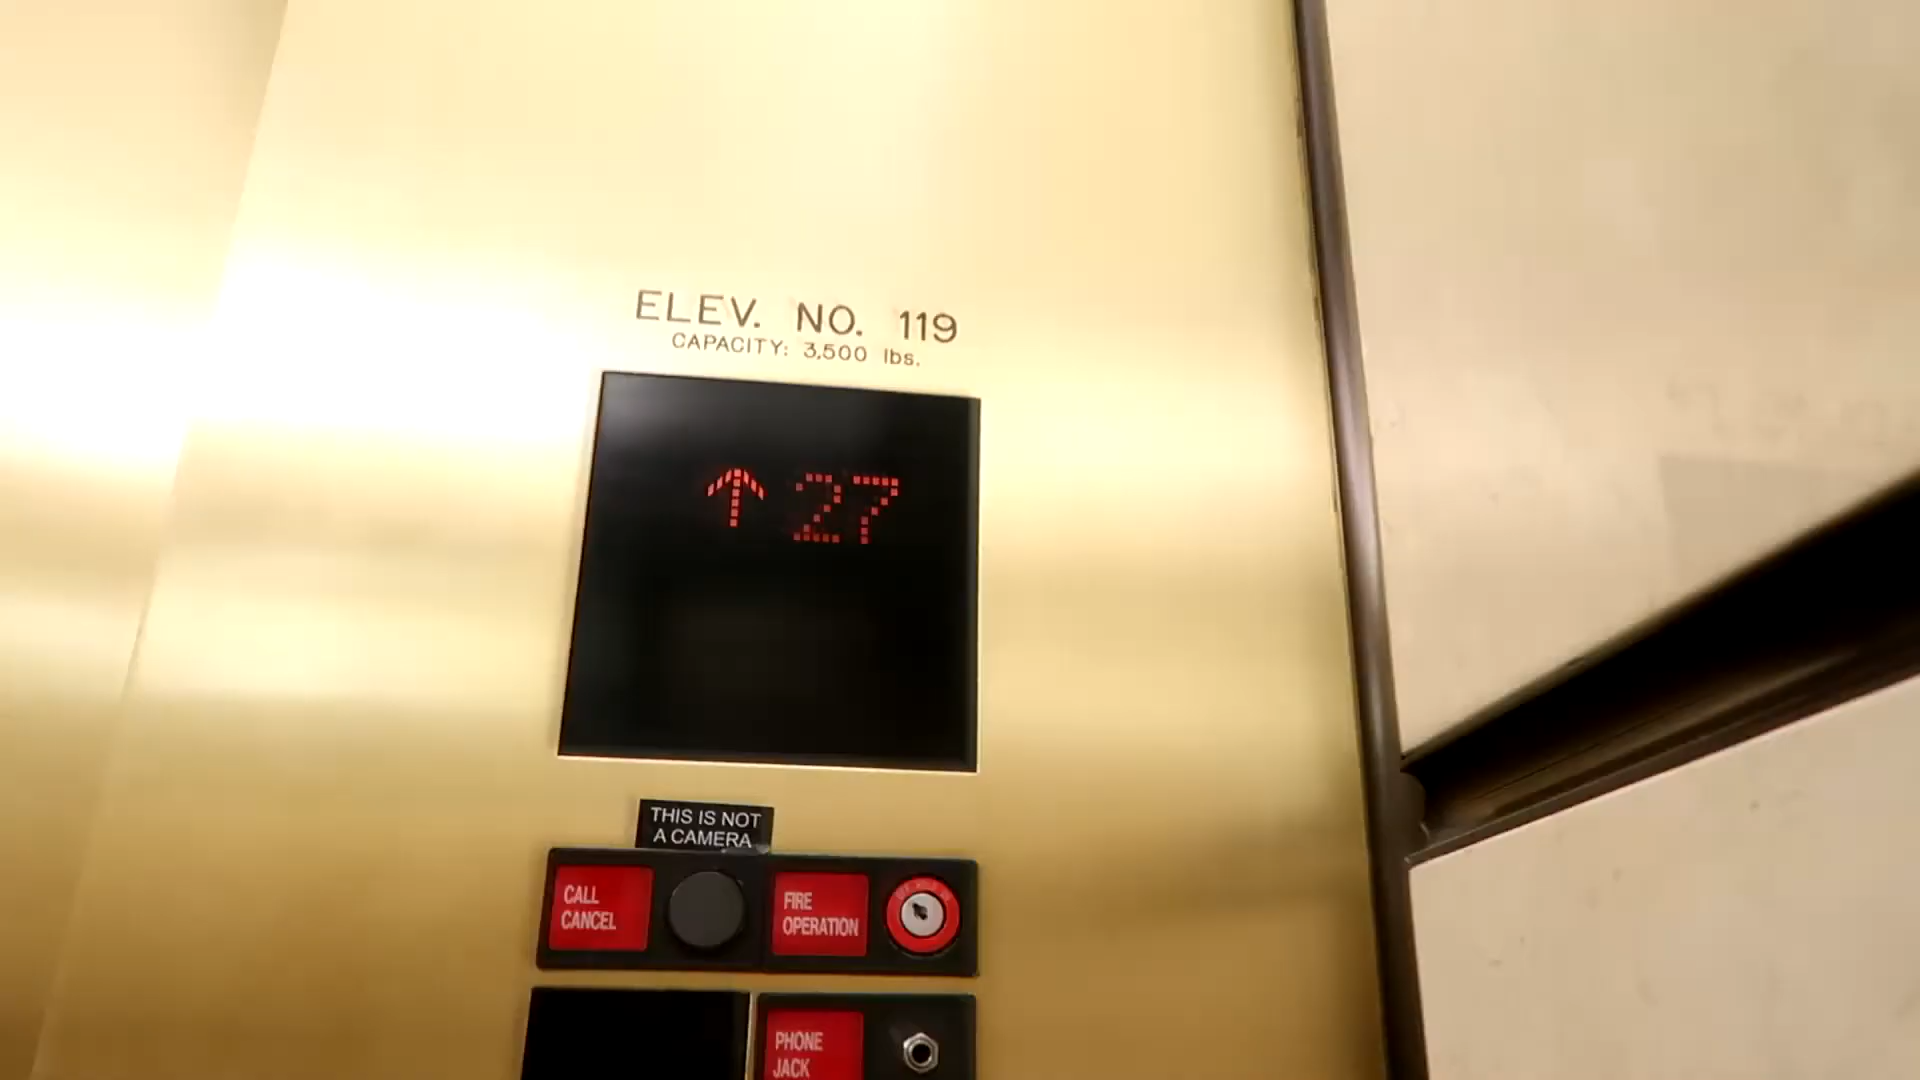 ELEV. NO. 119
CAPACITY: 3,500 lbs.
↑ 27
THIS IS NOT
A CAMERA
CALL
CANCEL
FIRE
OPERATION
PHONE
JACK